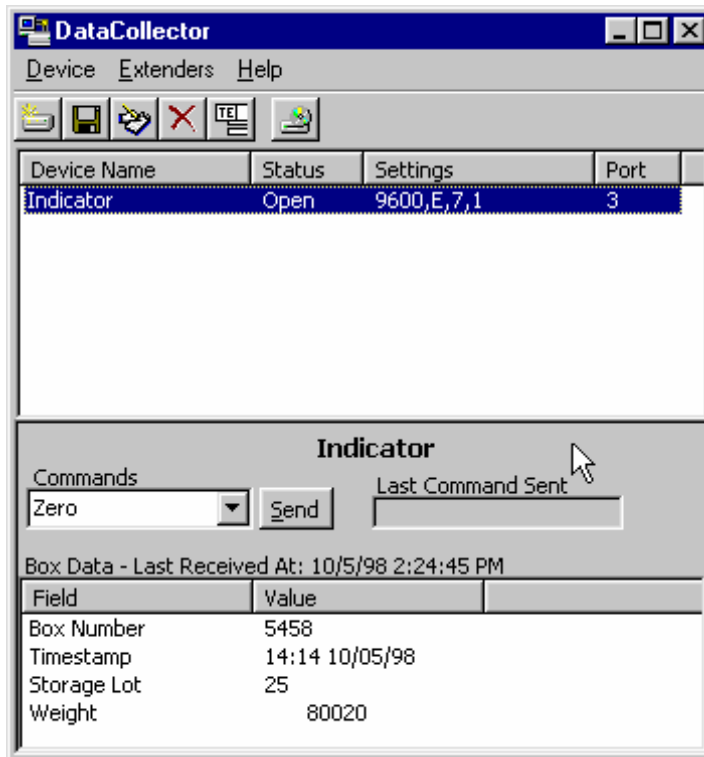 DataCollector
Device Extenders Help
TE
Device Name Status Settings Port
Indicator Open 9600,E,7,1 3
Indicator
Commands
Last Command Sent
Zero Send
Box Data - Last Received At: 10/5/98 2:24:45 PM
Field Value
Box Number 5458
Timestamp 14:14 10/05/98
Storage Lot 25
Weight 80020